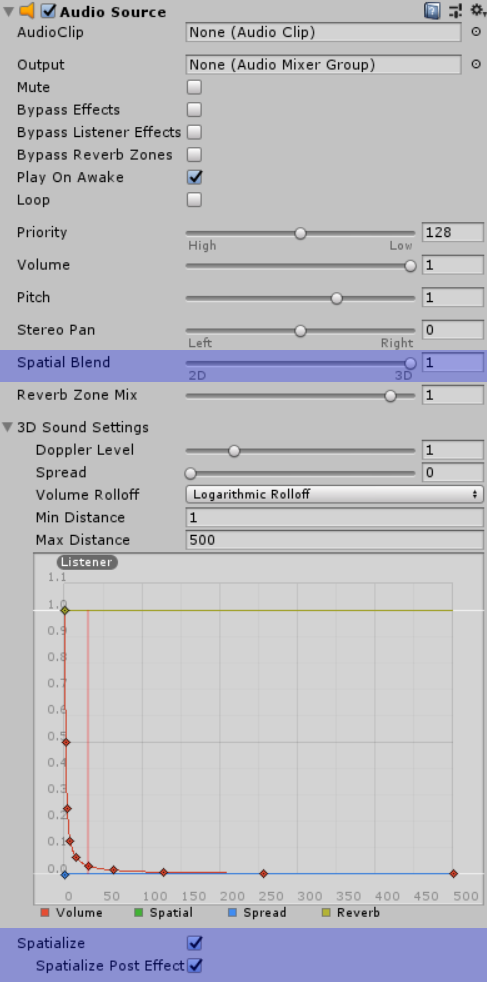 Audio Source
AudioClip None (Audio Clip)
Output None (Audio Mixer Group)
Mute
Bypass Effects
Bypass Listener Effects
Bypass Reverb Zones
Play On Awake
Loop
Priority 128
High Low
Volume 1
Pitch 1
Stereo Pan 0
Left Right
Spatial Blend 1
2D 3D
Reverb Zone Mix 1
3D Sound Settings
Doppler Level 1
Spread 0
Volume Rolloff Logarithmic Rolloff
Min Distance 1
Max Distance 500
Listener
1.1
1.0
0.9
0.8
0.7
0.6
0.5
0.4
0.3
0.2
0.1
0.0
0 50 100 150 200 250 300 350 400 450 500
Volume Spatial Spread Reverb
Spatialize
Spatialize Post Effect